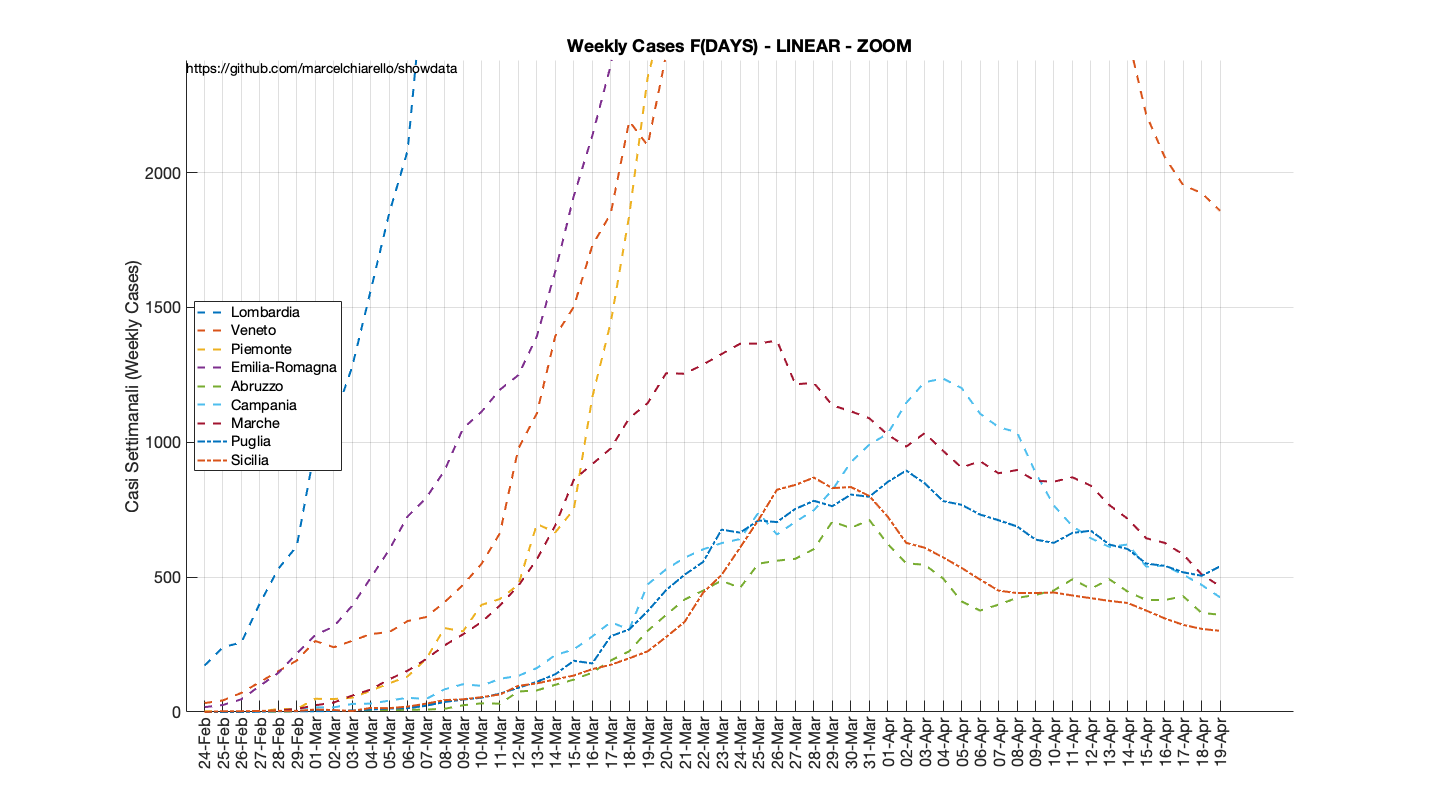 Weekly Cases F(DAYS) - LINEAR - ZOOM
https://github.com/marcelchiarello/showdata
Casi Settimanali (Weekly Cases)
2000
1500
1000
500
0
Lombardia
Veneto
Piemonte
Emilia-Romagna
Abruzzo
Campania
Marche
Puglia
Sicilia
24-Feb
25-Feb
26-Feb
27-Feb
28-Feb
29-Feb
01-Mar
02-Mar
03-Mar
04-Mar
05-Mar
06-Mar
07-Mar
08-Mar
09-Mar
10-Mar
11-Mar
12-Mar
13-Mar
14-Mar
15-Mar
16-Mar
17-Mar
18-Mar
19-Mar
20-Mar
21-Mar
22-Mar
23-Mar
24-Mar
25-Mar
26-Mar
27-Mar
28-Mar
29-Mar
30-Mar
31-Mar
01-Apr
02-Apr
03-Apr
04-Apr
05-Apr
06-Apr
07-Apr
08-Apr
09-Apr
10-Apr
11-Apr
12-Apr
13-Apr
14-Apr
15-Apr
16-Apr
17-Apr
18-Apr
19-Apr